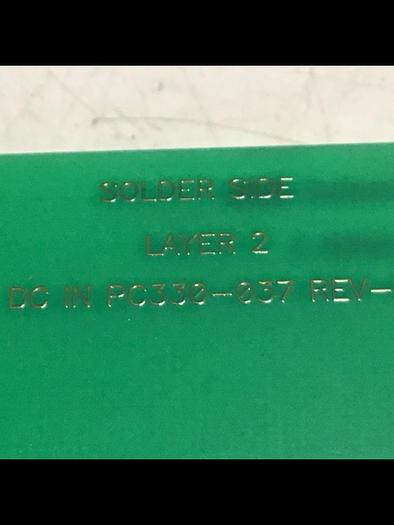 SOLDER SIDE
LAYER 2
DC IN PC330-037 REV-